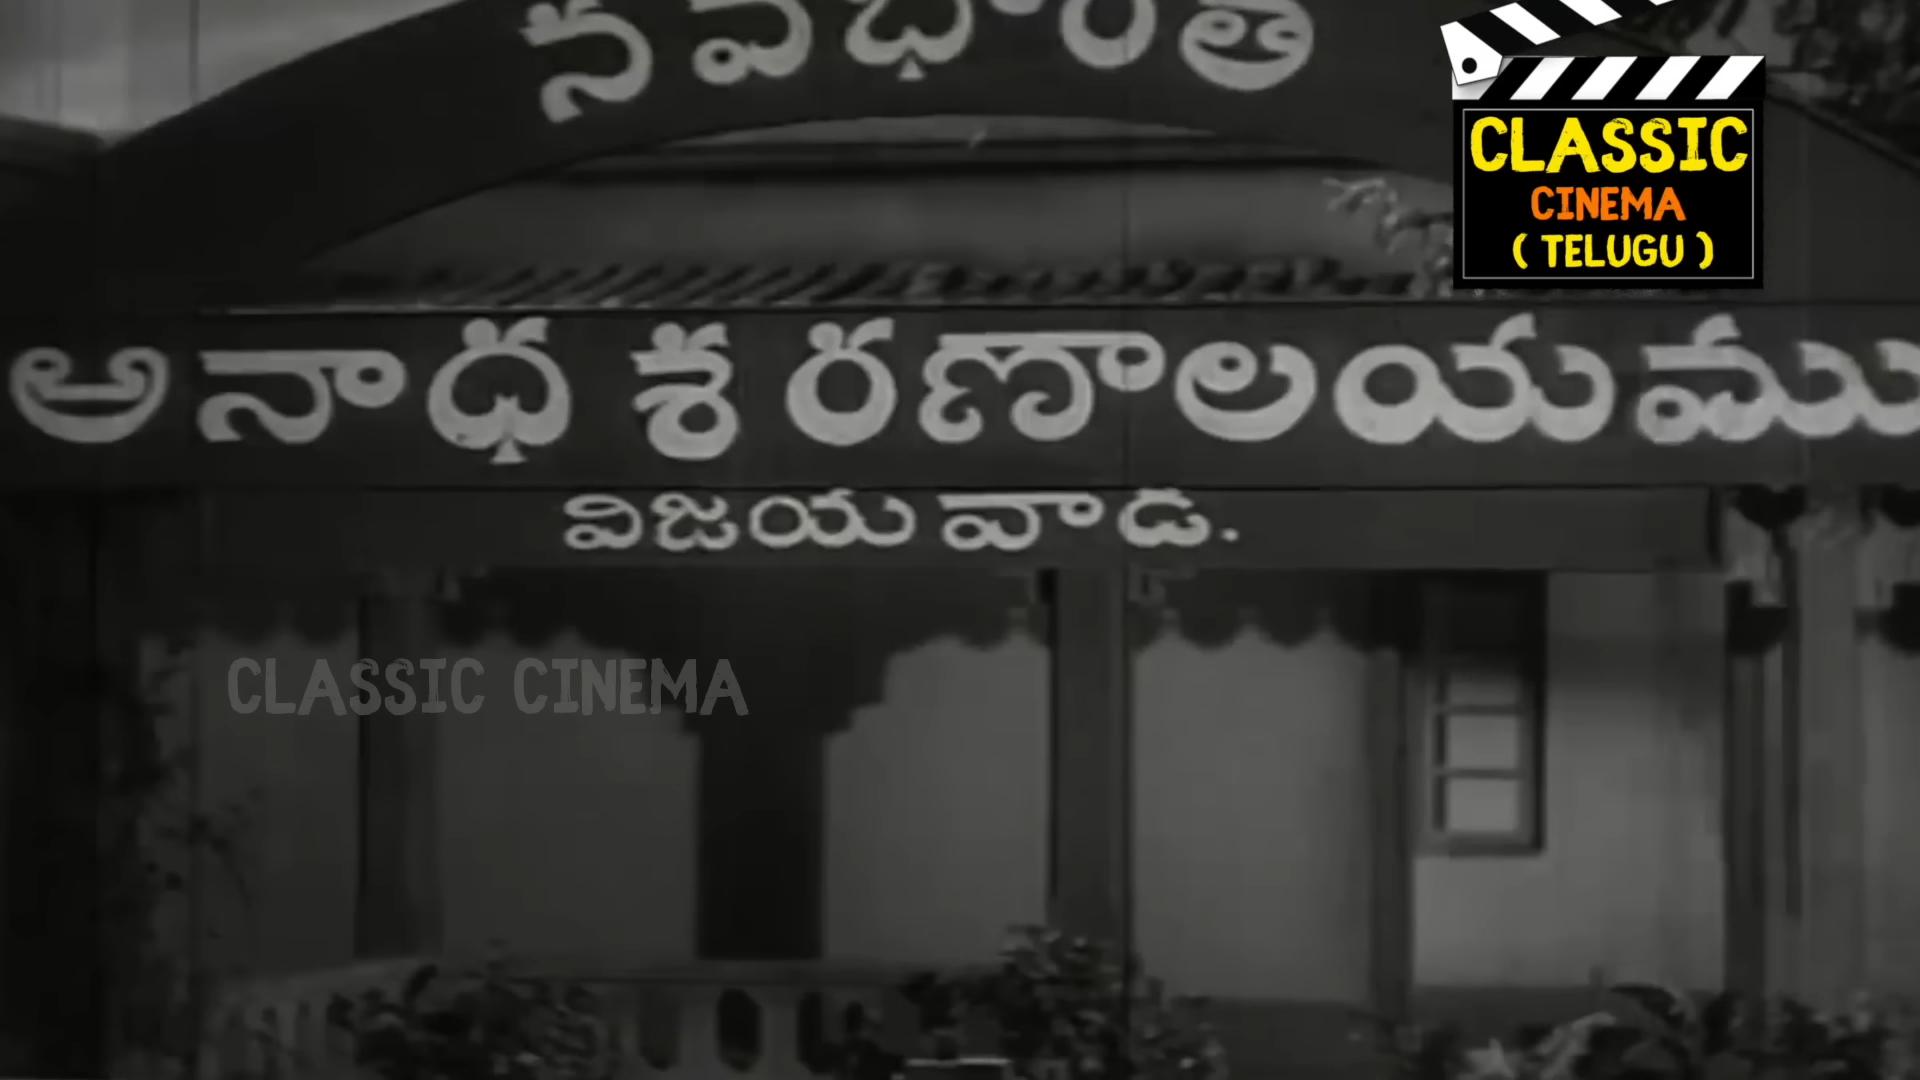 నవభారత
CLASSIC
CINEMA
( TELUGU )
అనాధ శరణాలయము
విజయవాడ.
CLASSIC CINEMA